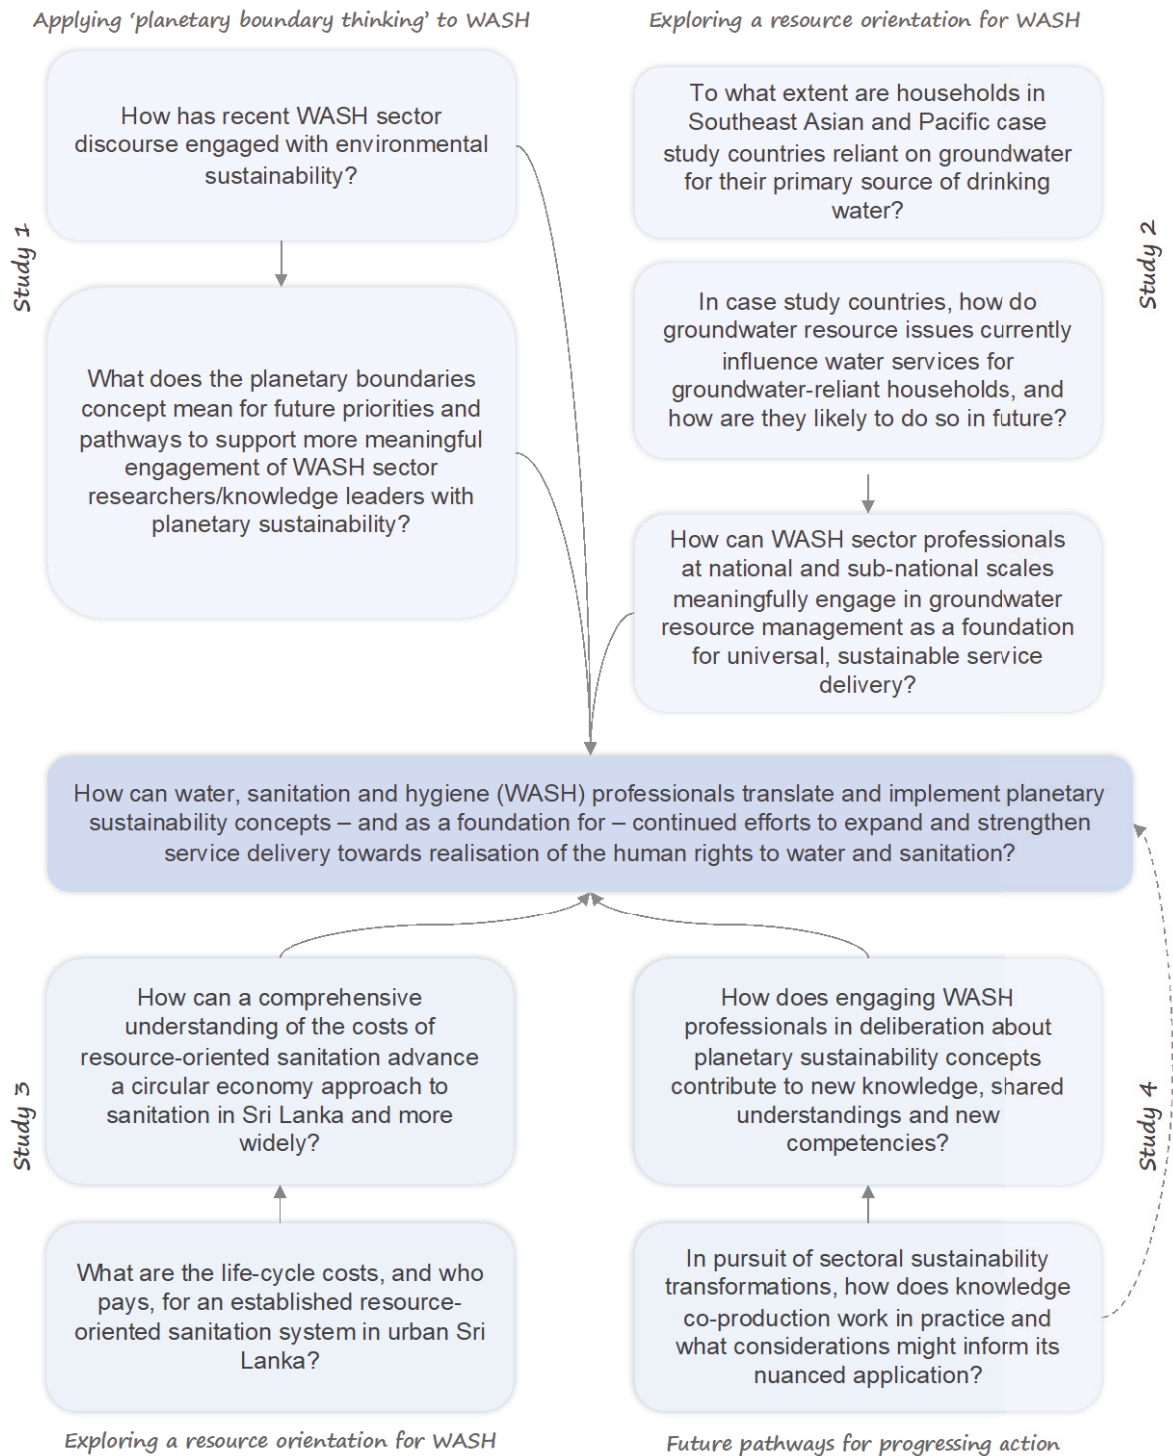 Applying ‘planetary boundary thinking’ to WASH
Study 1
How has recent WASH sector
discourse engaged with environmental
sustainability?
What does the planetary boundaries
concept mean for future priorities and
pathways to support more meaningful
engagement of WASH sector
researchers/knowledge leaders with
planetary sustainability?
Exploring a resource orientation for WASH
Study 2
To what extent are households in
Southeast Asian and Pacific case
study countries reliant on groundwater
for their primary source of drinking
water?
In case study countries, how do
groundwater resource issues currently
influence water services for
groundwater-reliant households, and
how are they likely to do so in future?
How can WASH sector professionals
at national and sub-national scales
meaningfully engage in groundwater
resource management as a foundation
for universal, sustainable service
delivery?
How can water, sanitation and hygiene (WASH) professionals translate and implement planetary
sustainability concepts – and as a foundation for – continued efforts to expand and strengthen
service delivery towards realisation of the human rights to water and sanitation?
Study 3
How can a comprehensive
understanding of the costs of
resource-oriented sanitation advance
a circular economy approach to
sanitation in Sri Lanka and more
widely?
What are the life-cycle costs, and who
pays, for an established resource-
oriented sanitation system in urban Sri
Lanka?
Exploring a resource orientation for WASH
Study 4
How does engaging WASH
professionals in deliberation about
planetary sustainability concepts
contribute to new knowledge, shared
understandings and new
competencies?
In pursuit of sectoral sustainability
transformations, how does knowledge
co-production work in practice and
what considerations might inform its
nuanced application?
Future pathways for progressing action